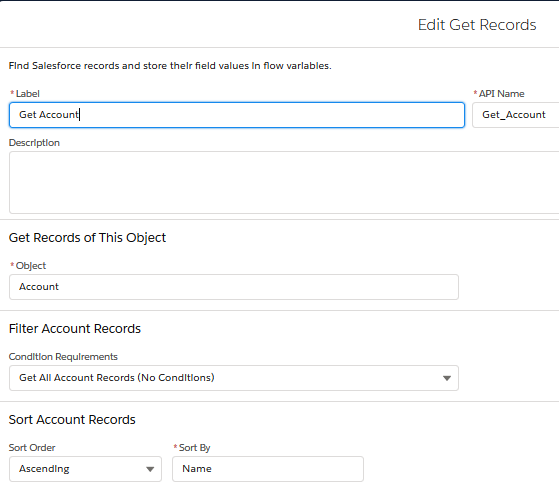 Edit Get Records
Find Salesforce records and store their field values in flow variables.
* Label
* API Name
Get Account
Get_Account
Description
Get Records of This Object
* Object
Account
Filter Account Records
Condition Requirements
Get All Account Records (No Conditions)
Sort Account Records
Sort Order
* Sort By
Ascending
Name